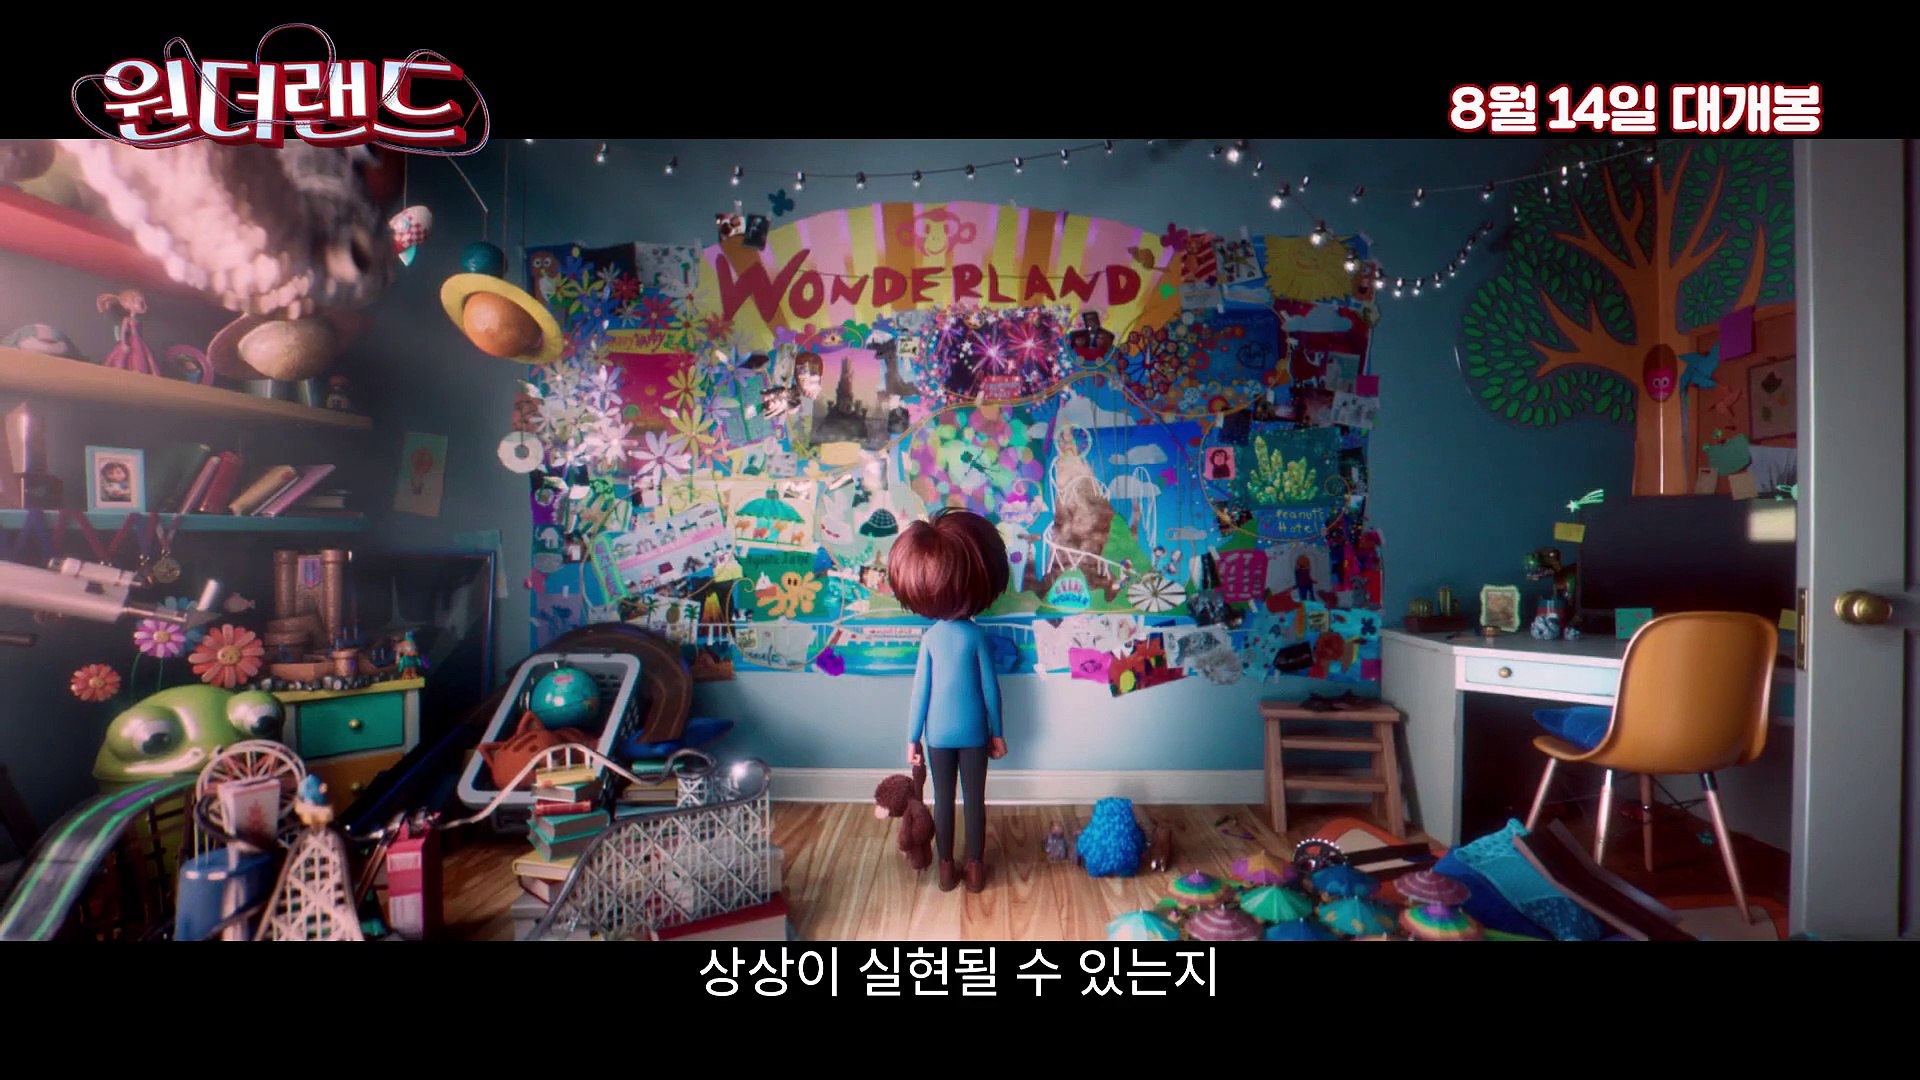 원더랜드
8월 14일 대개봉
WONDERLAND
Peanuts
Hotel
상상이 실현될 수 있는지